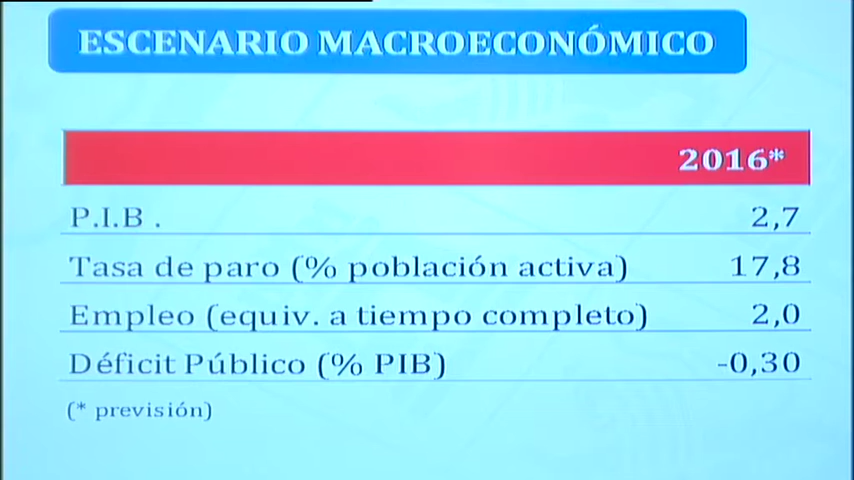 ESCENARIO MACROECONÓMICO
2016*
P.I.B . 2,7
Tasa de paro (% población activa) 17,8
Empleo (equiv. a tiempo completo) 2,0
Déficit Público (% PIB) -0,30
(* previsión)